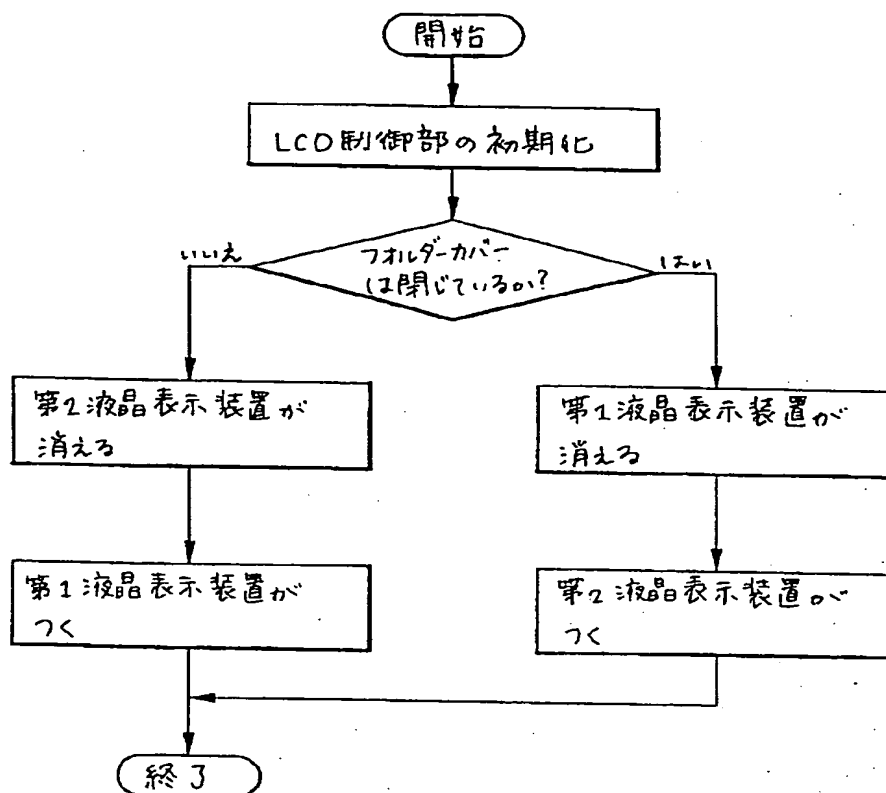 開始
LCD制御部の初期化
フォルダーカバー
は閉じているか?
いいえ
はい
第2液晶表示装置が
消える
第1液晶表示装置が
消える
第1液晶表示装置が
つく
第2液晶表示装置が
つく
終了